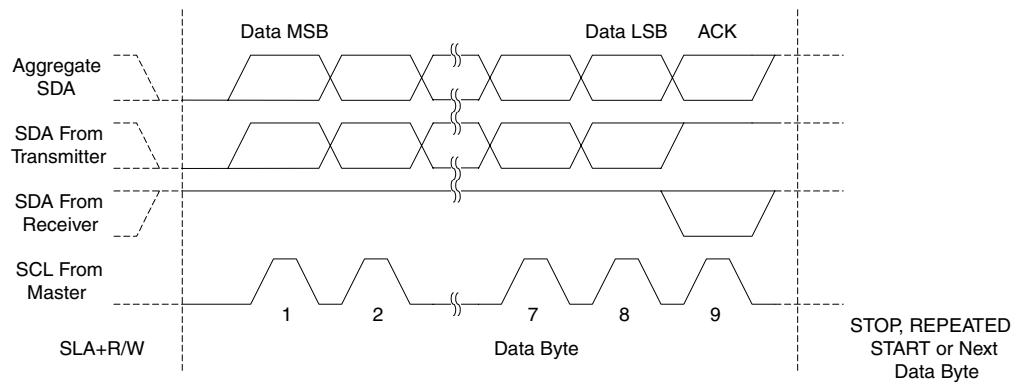 Data MSB
Data LSB
ACK
Aggregate
SDA
SDA From
Transmitter
SDA From
Receiver
SCL From
Master
1
2
7
8
9
SLA+R/W
Data Byte
STOP, REPEATED
START or Next
Data Byte